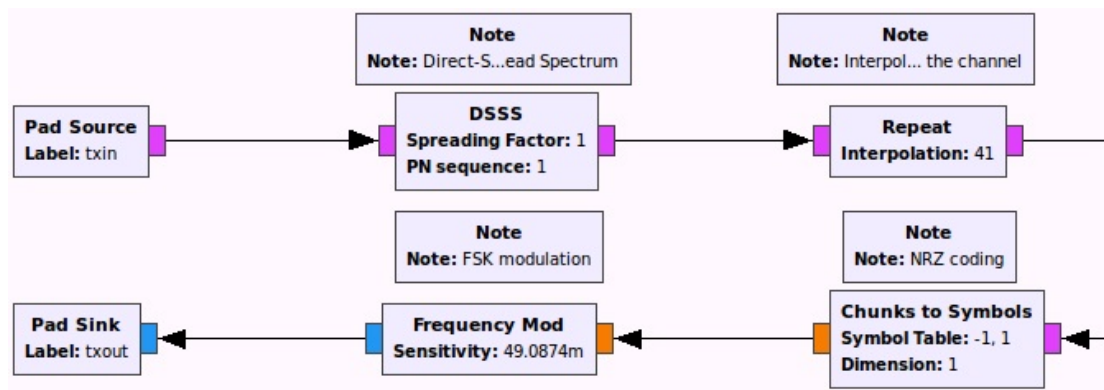 Note
Note: Direct-S...ead Spectrum
Note
Note: Interpol... the channel
Pad Source
Label: txin
DSSS
Spreading Factor: 1
PN sequence: 1
Repeat
Interpolation: 41
Note
Note: FSK modulation
Note
Note: NRZ coding
Pad Sink
Label: txout
Frequency Mod
Sensitivity: 49.0874m
Chunks to Symbols
Symbol Table: -1, 1
Dimension: 1